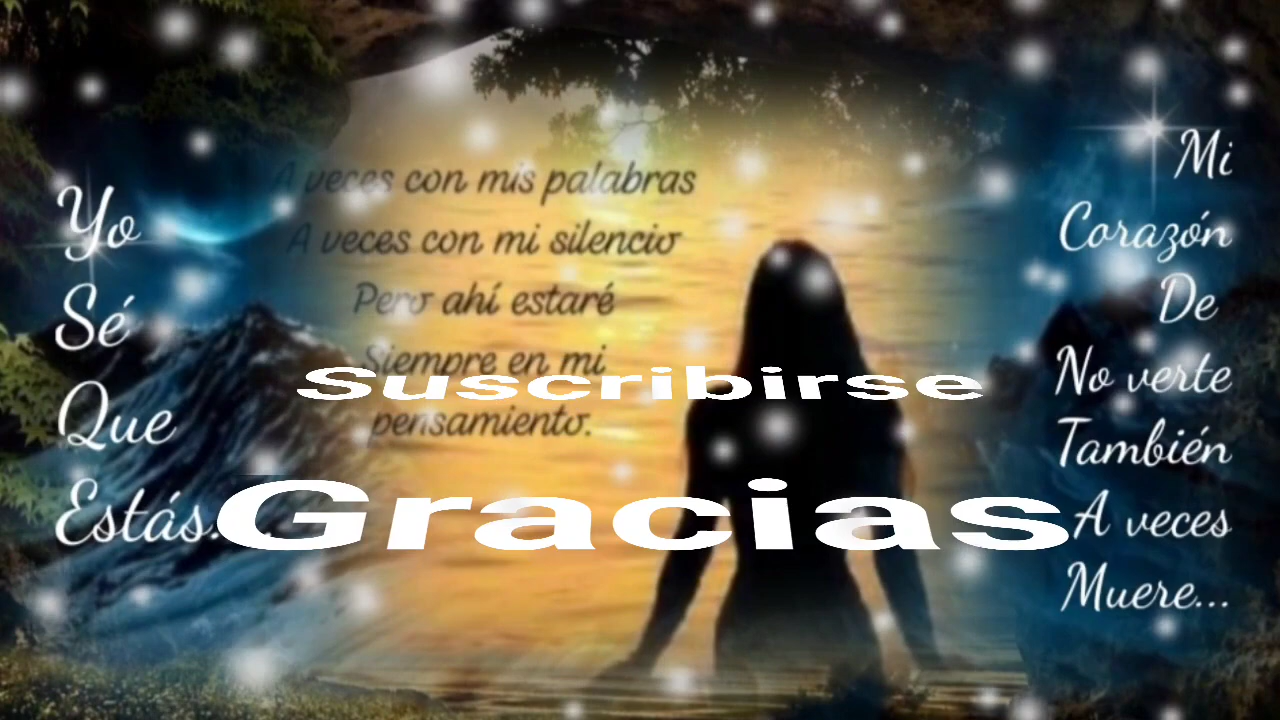 Yo
Sé
Que
Estás..
A veces con mis palabras
A veces con mi silencio
Pero ahí estaré
Siempre en mi
pensamiento.
Suscribirse
Gracias
Mi
Corazón
De
No verte
También
A veces
Muere...